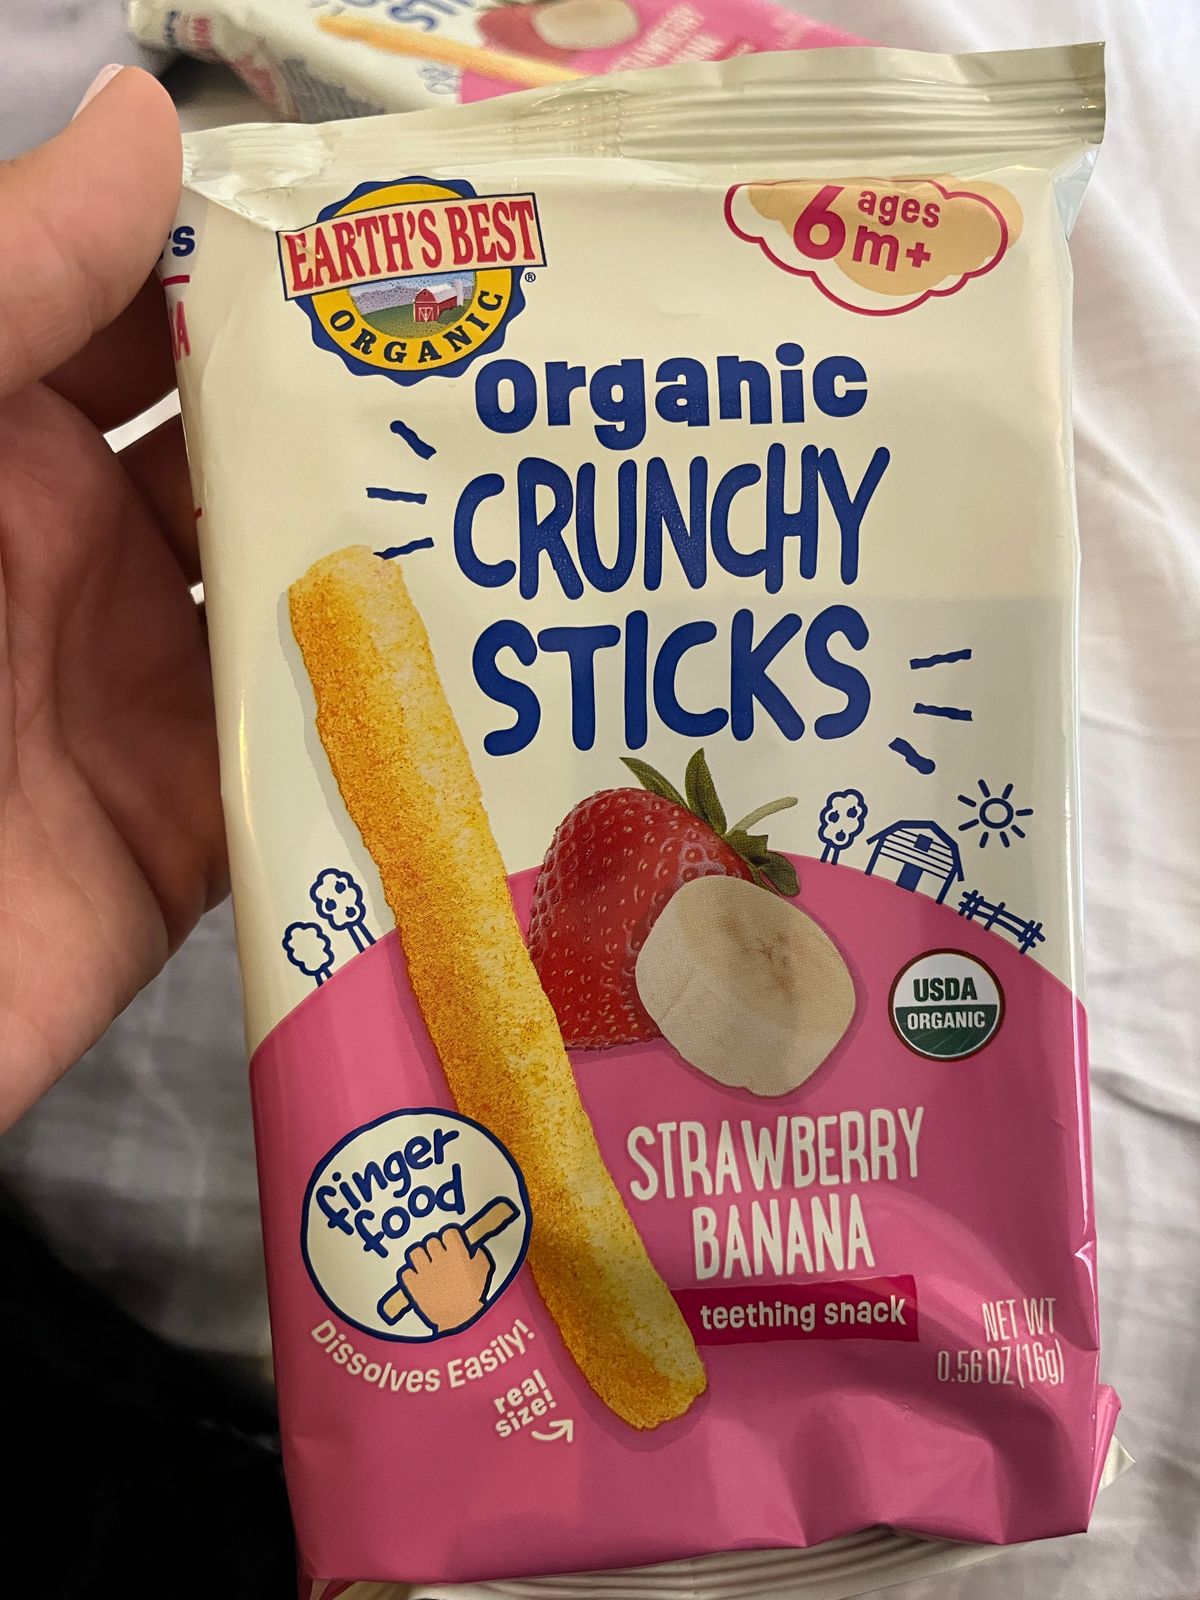 EARTH'S BEST®
ORGANIC
ages
6m+
organic
CRUNCHY
STICKS
USDA
ORGANIC
STRAWBERRY
BANANA
teething snack
finger
food
Dissolves Easily!
real
size!
NET WT
0.56 OZ (16g)